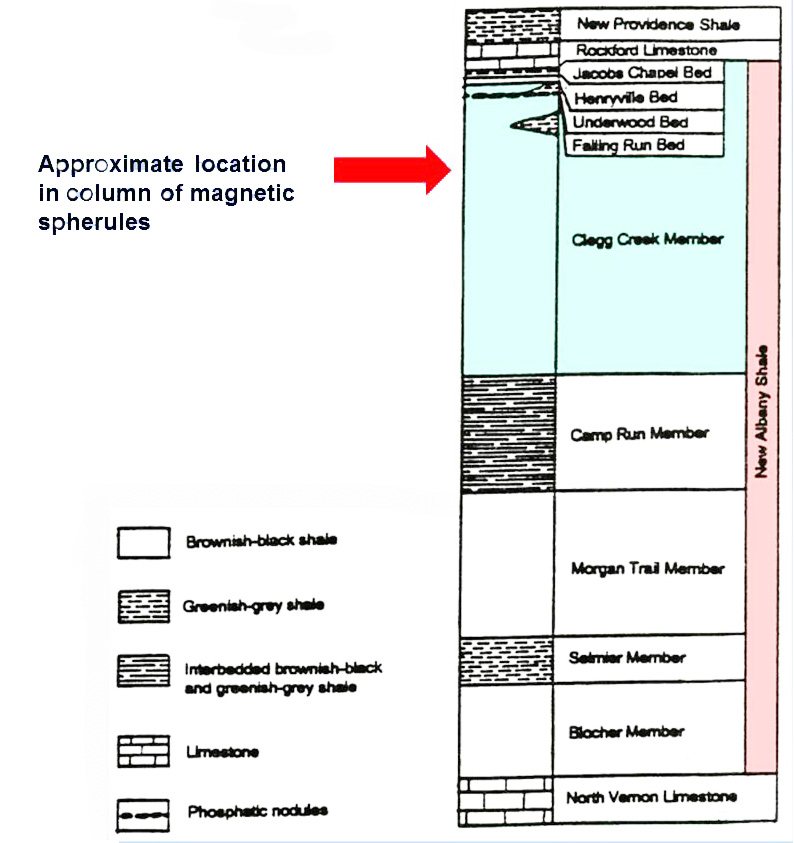 New Providence Shale
Rockford Limestone
Jacobs Chapel Bed
Henryville Bed
Underwood Bed
Falling Run Bed
Approximate location
in column of magnetic
spherules
Clegg Creek Member
Camp Run Member
New Albany Shale
Morgan Trail Member
Selmier Member
Blocher Member
North Vernon Limestone
Brownish-black shale
Greenish-grey shale
Interbedded brownish-black
and greenish-grey shale
Limestone
Phosphatic nodules